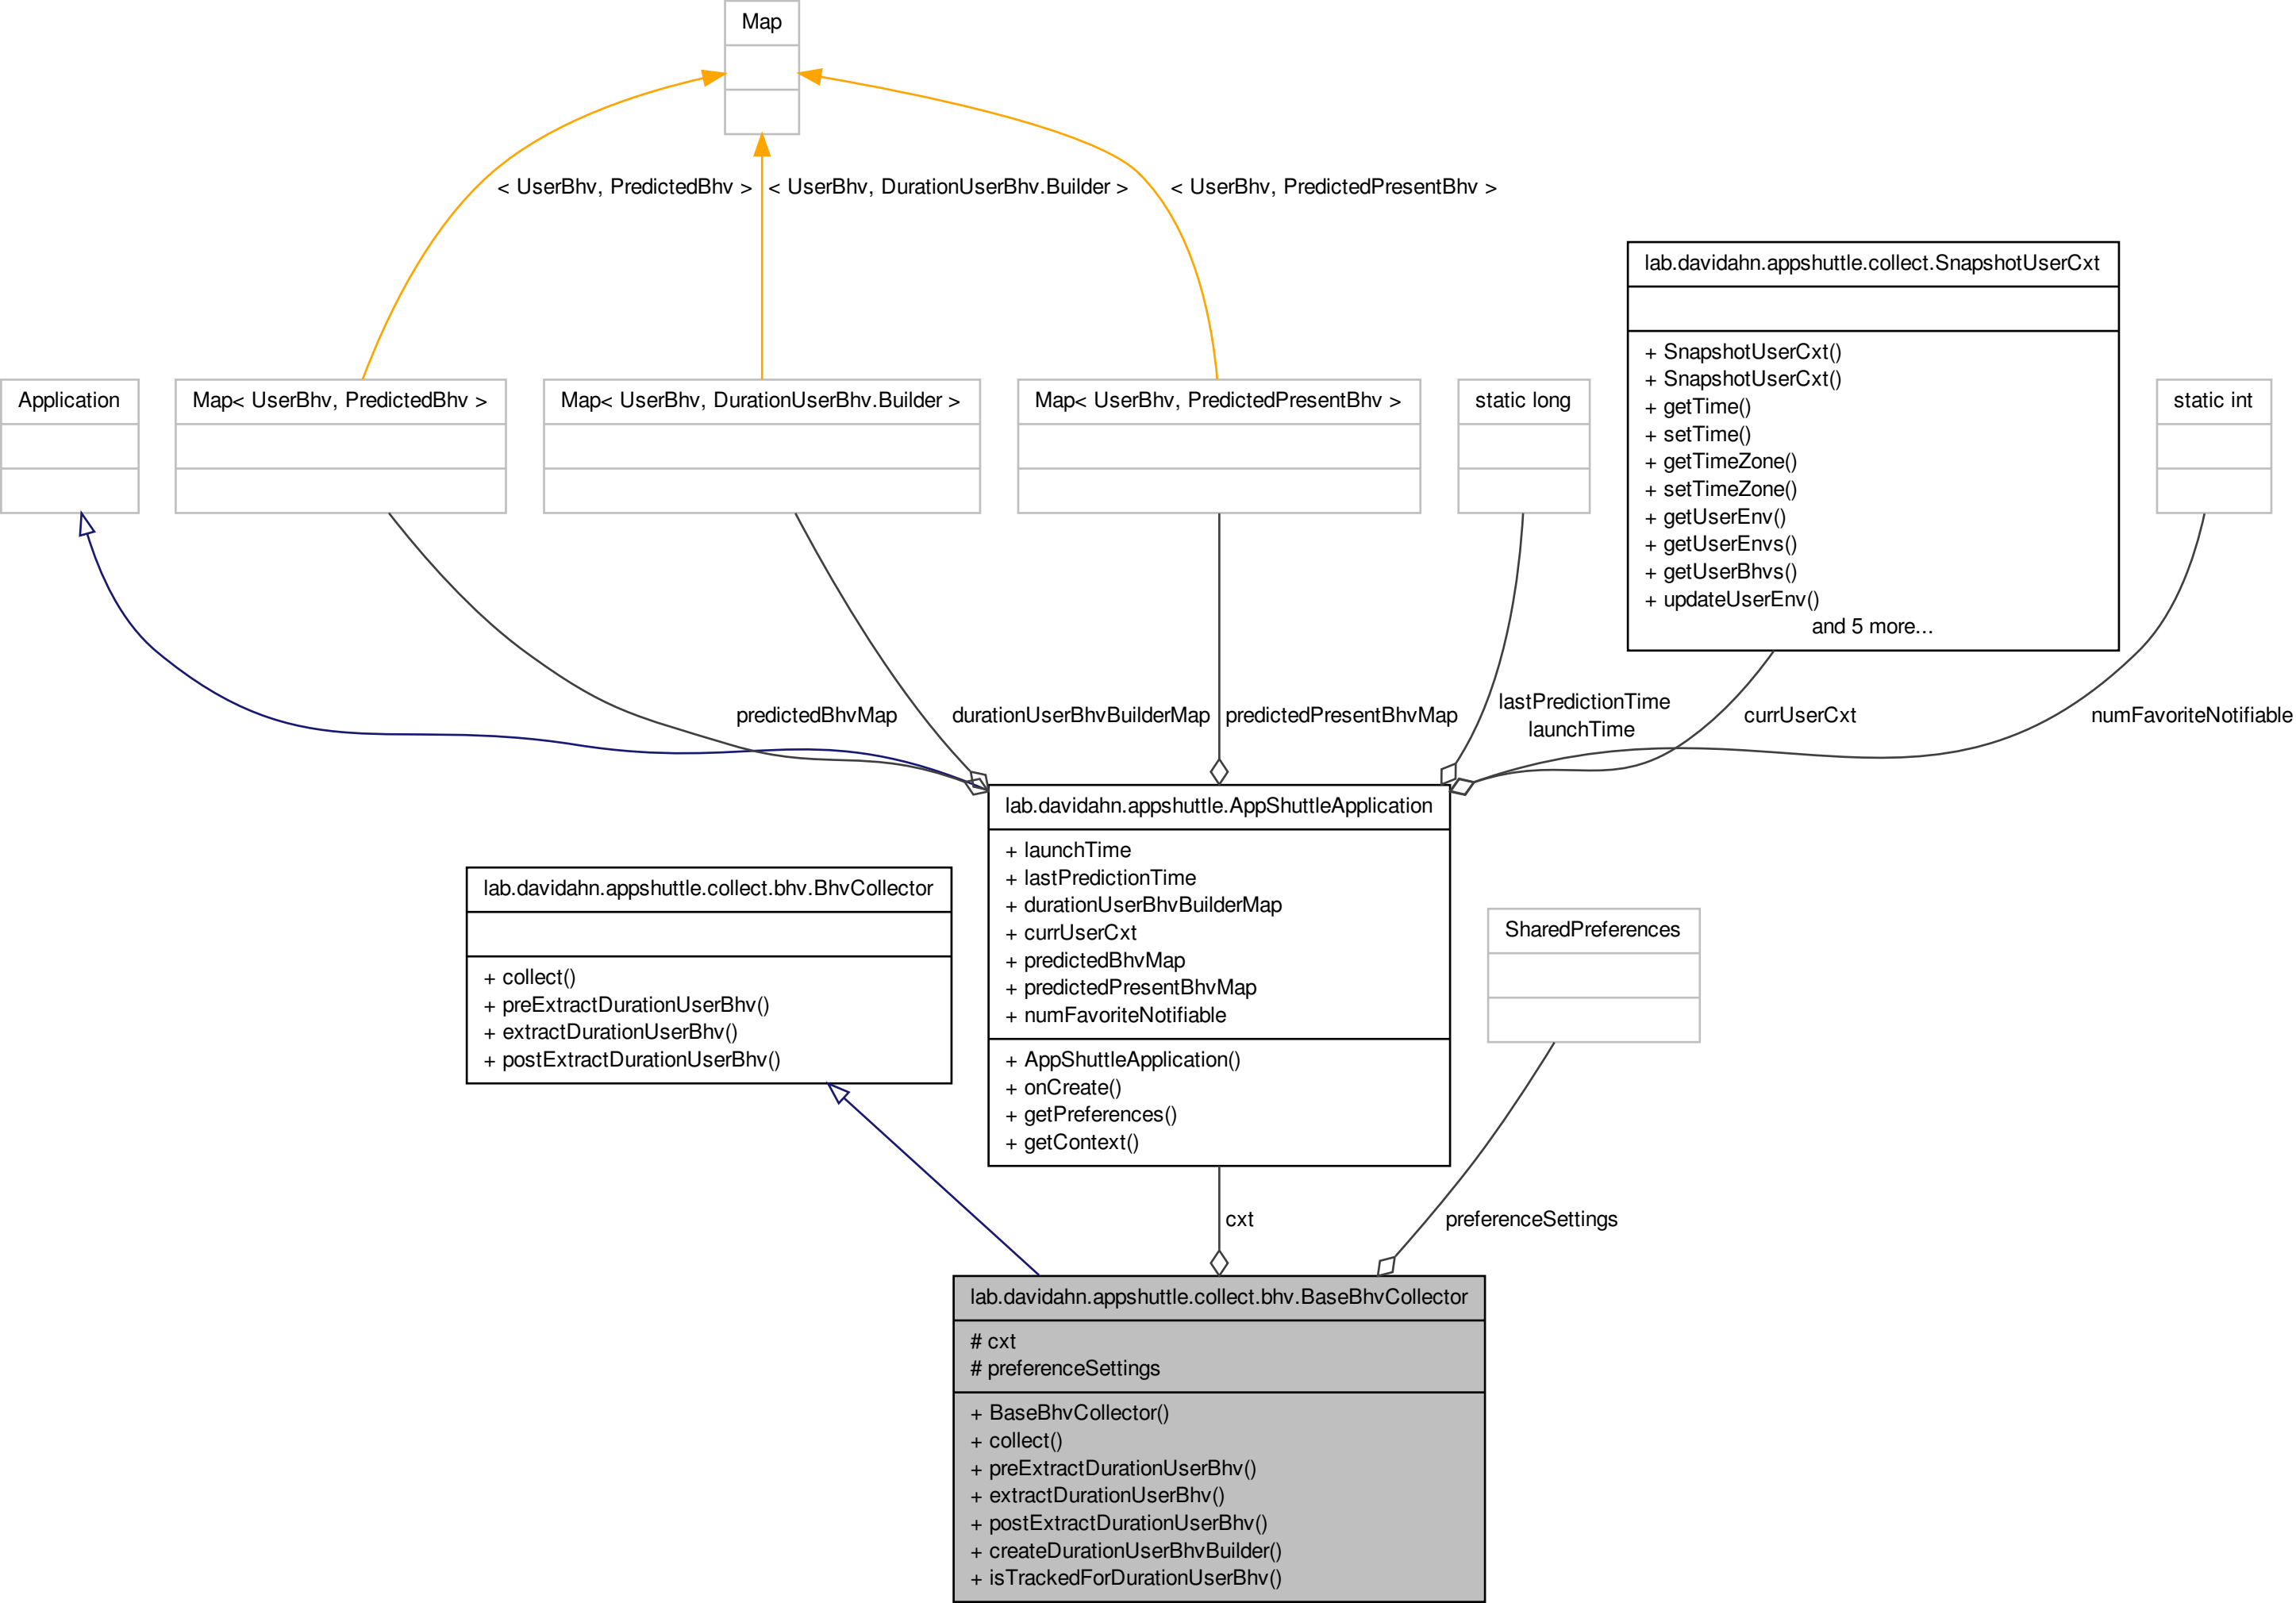 Map
< UserBhv, PredictedBhv >
< UserBhv, DurationUserBhv.Builder >
< UserBhv, PredictedPresentBhv >
lab.davidahn.appshuttle.collect.SnapshotUserCxt
+ SnapshotUserCxt()
+ SnapshotUserCxt()
+ getTime()
+ setTime()
+ getTimeZone()
+ setTimeZone()
+ getUserEnv()
+ getUserEnvs()
+ getUserBhvs()
+ updateUserEnv()
and 5 more...
Application
Map< UserBhv, PredictedBhv >
Map< UserBhv, DurationUserBhv.Builder >
Map< UserBhv, PredictedPresentBhv >
static long
static int
predictedBhvMap
durationUserBhvBuilderMap
predictedPresentBhvMap
lastPredictionTime
launchTime
currUserCxt
numFavoriteNotifiable
lab.davidahn.appshuttle.AppShuttleApplication
+ launchTime
+ lastPredictionTime
+ durationUserBhvBuilderMap
+ currUserCxt
+ predictedBhvMap
+ predictedPresentBhvMap
+ numFavoriteNotifiable
+ AppShuttleApplication()
+ onCreate()
+ getPreferences()
+ getContext()
lab.davidahn.appshuttle.collect.bhv.BhvCollector
+ collect()
+ preExtractDurationUserBhv()
+ extractDurationUserBhv()
+ postExtractDurationUserBhv()
SharedPreferences
cxt
preferenceSettings
lab.davidahn.appshuttle.collect.bhv.BaseBhvCollector
# cxt
# preferenceSettings
+ BaseBhvCollector()
+ collect()
+ preExtractDurationUserBhv()
+ extractDurationUserBhv()
+ postExtractDurationUserBhv()
+ createDurationUserBhvBuilder()
+ isTrackedForDurationUserBhv()